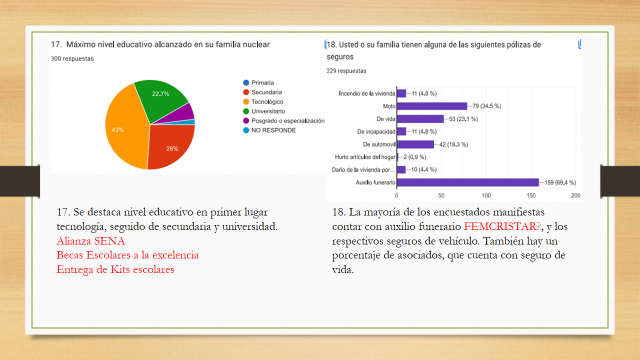 17. Máximo nivel educativo alcanzado en su familia nuclear
300 respuestas
22,7%
43%
26%
Primaria
Secundaria
Tecnológico
Universitario
Posgrado o especialización
NO RESPONDE
17. Se destaca nivel educativo en primer lugar
tecnología, seguido de secundaria y universidad.
Alianza SENA
Becas Escolares a la excelencia
Entrega de Kits escolares
18. Usted o su familia tienen alguna de las siguientes pólizas de
seguros
229 respuestas
Incendio de la vivienda 11 (4,8 %)
Moto 79 (34,5 %)
De vida 53 (23,1 %)
De incapacidad 11 (4,8 %)
De automovil 42 (18,3 %)
Hurto artículos del hogar 2 (0,9 %)
Daño de la vivienda por... 10 (4,4 %)
Auxilio funerario 159 (69,4 %)
0 50 100 150 200
18. La mayoría de los encuestados manifiestas
contar con auxilio funerario FEMCRISTAR?, y los
respectivos seguros de vehículo. También hay un
porcentaje de asociados, que cuenta con seguro de
vida.